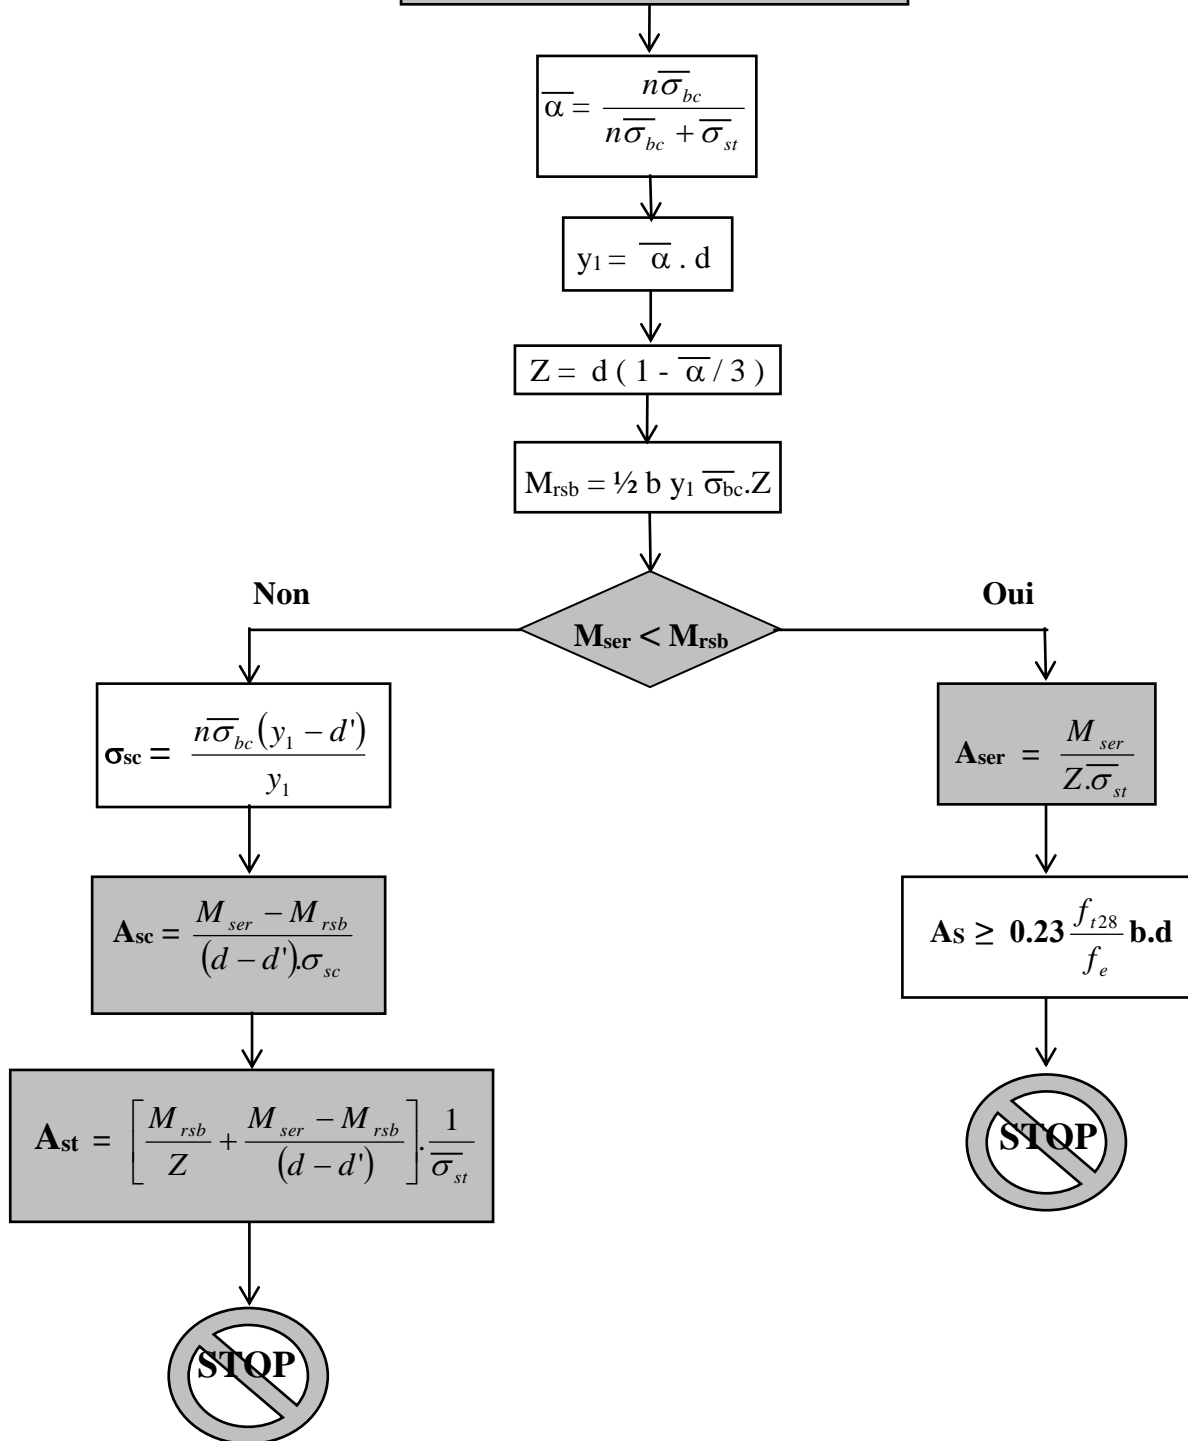 α̅ = nσ̅bc / (nσ̅bc + σ̅st)
y1 = α̅ . d
Z = d ( 1 - α̅ / 3 )
Mrsb = ½ b y1 σ̅bc.Z
Non
Oui
Mser < Mrsb
σsc = nσ̅bc(y1 − d') / y1
Aser = Mser / Z.σ̅st
Asc = (Mser − Mrsb) / (d − d').σsc
As ≥ 0.23 ft28 / fe b.d
Ast = [Mrsb / Z + (Mser − Mrsb) / (d − d')] . 1 / σ̅st
STOP
STOP